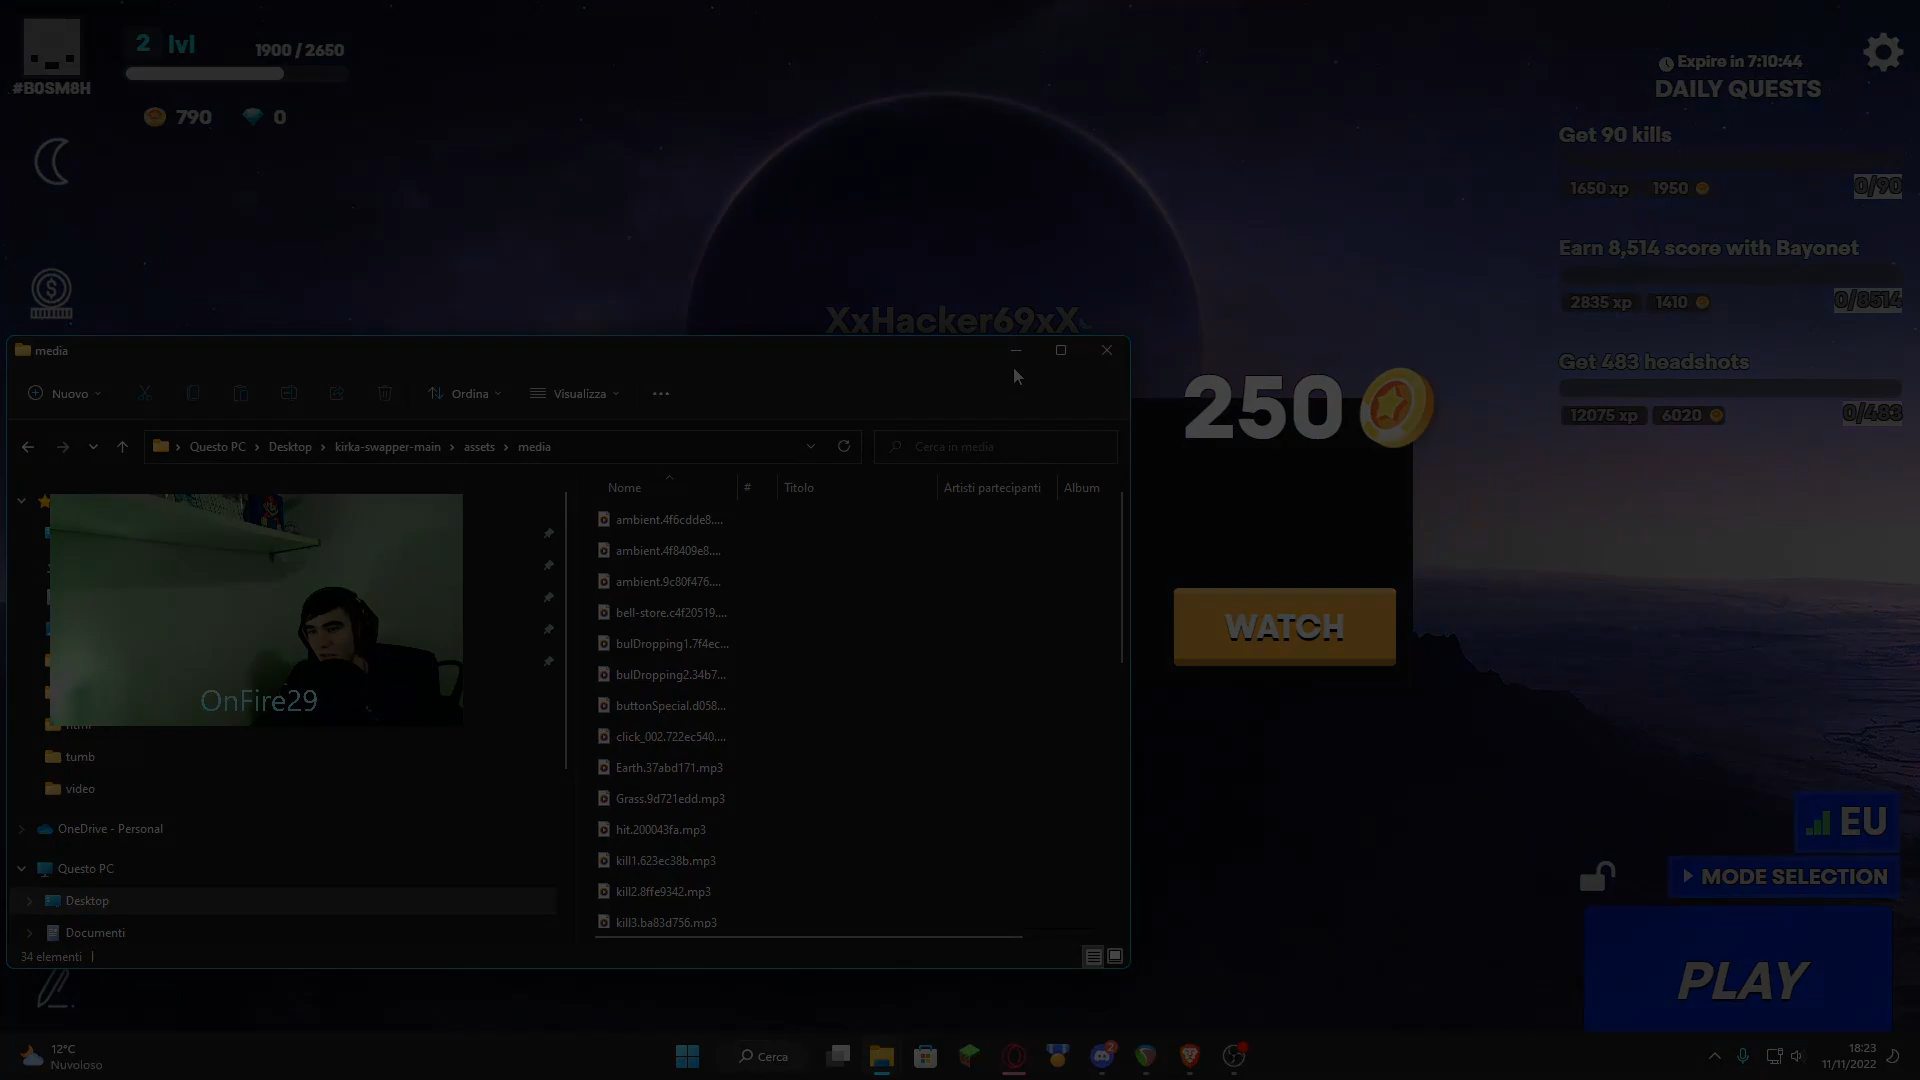 2 lvl
1900 / 2650
#B0SM8H
790
0
Expire in 7:10:44
DAILY QUESTS
Get 90 kills
1650 xp
1950
0/90
Earn 8,514 score with Bayonet
2835 xp
1410
0/8514
Get 483 headshots
12075 xp
6020
0/483
XxHacker69xX
250
WATCH
media
Nuovo
Ordina
Visualizza
Questo PC
Desktop
kirka-swapper-main
assets
media
Cerca in media
Nome
#
Titolo
Artisti partecipanti
Album
ambient.4f6cdde8....
ambient.4f8409e8....
ambient.9c80f476....
bell-store.c4f20519....
bulDropping1.7f4ec...
bulDropping2.34b7...
buttonSpecial.d058...
click_002.722ec540....
Earth.37abd171.mp3
Grass.9d721edd.mp3
hit.200043fa.mp3
kill1.623ec38b.mp3
kill2.8ffe9342.mp3
kill3.ba83d756.mp3
OnFire29
tumb
video
OneDrive - Personal
Questo PC
Desktop
Documenti
34 elementi
EU
MODE SELECTION
PLAY
12°C
Nuvoloso
Cerca
2
18:23
11/11/2022